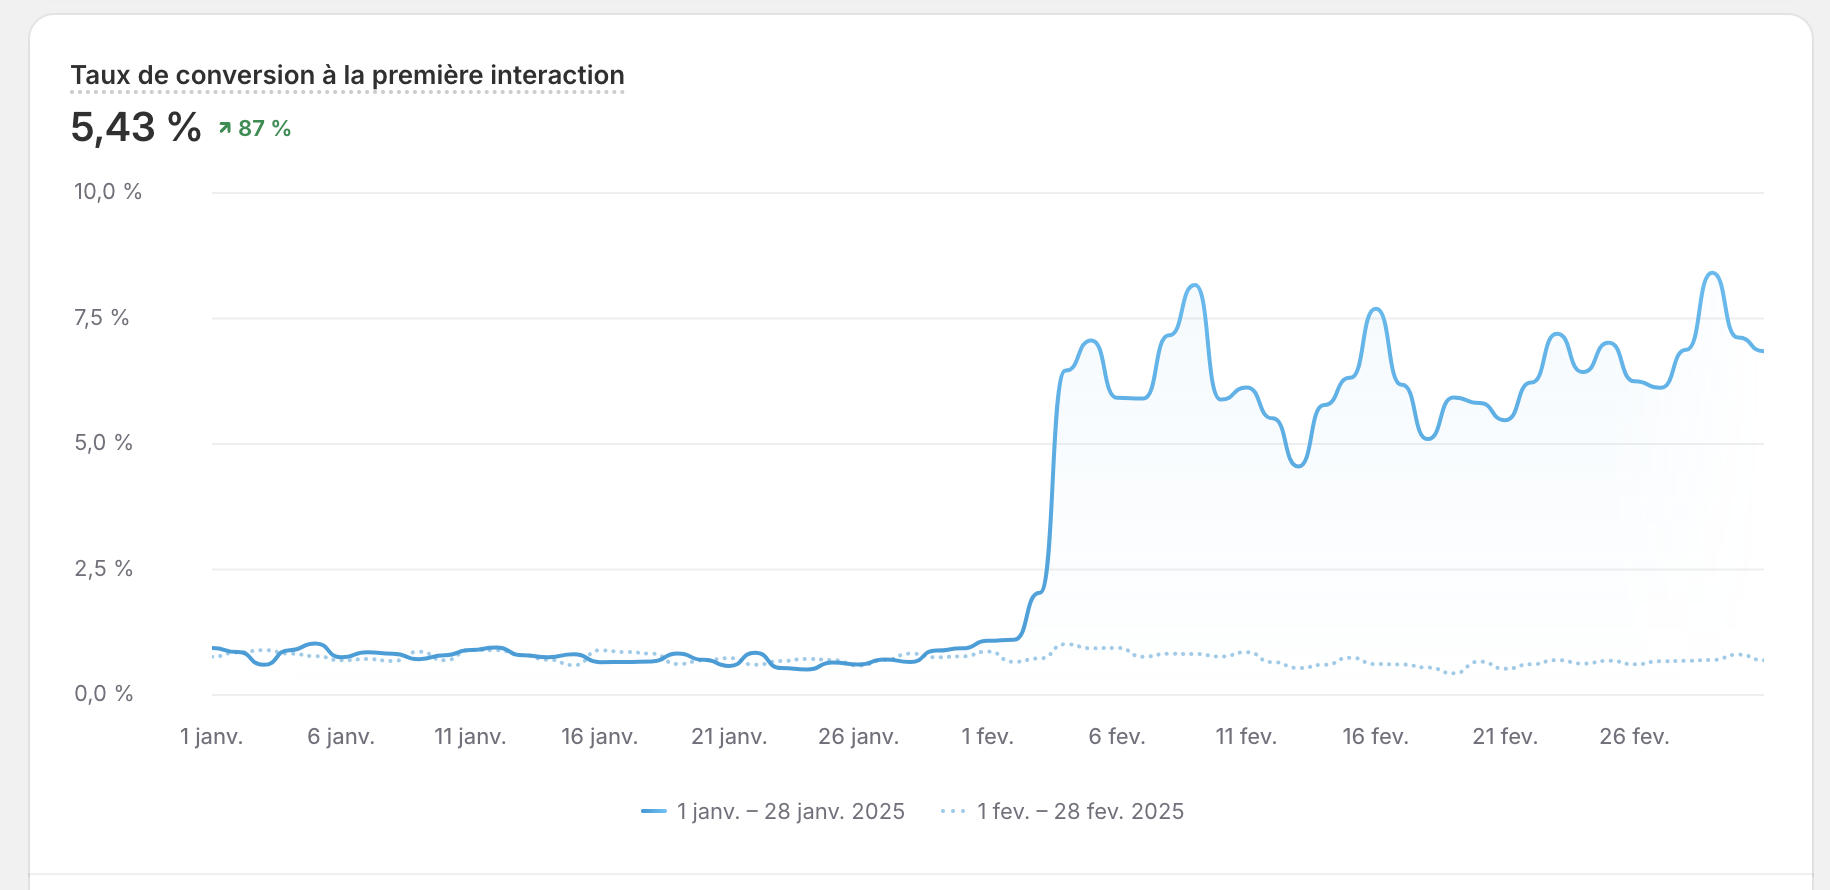 Taux de conversion à la première interaction
5,43 % 87 %
10,0 %
7,5 %
5,0 %
2,5 %
0,0 %
1 janv. 6 janv. 11 janv. 16 janv. 21 janv. 26 janv. 1 fev. 6 fev. 11 fev. 16 fev. 21 fev. 26 fev.
1 janv. – 28 janv. 2025 1 fev. – 28 fev. 2025